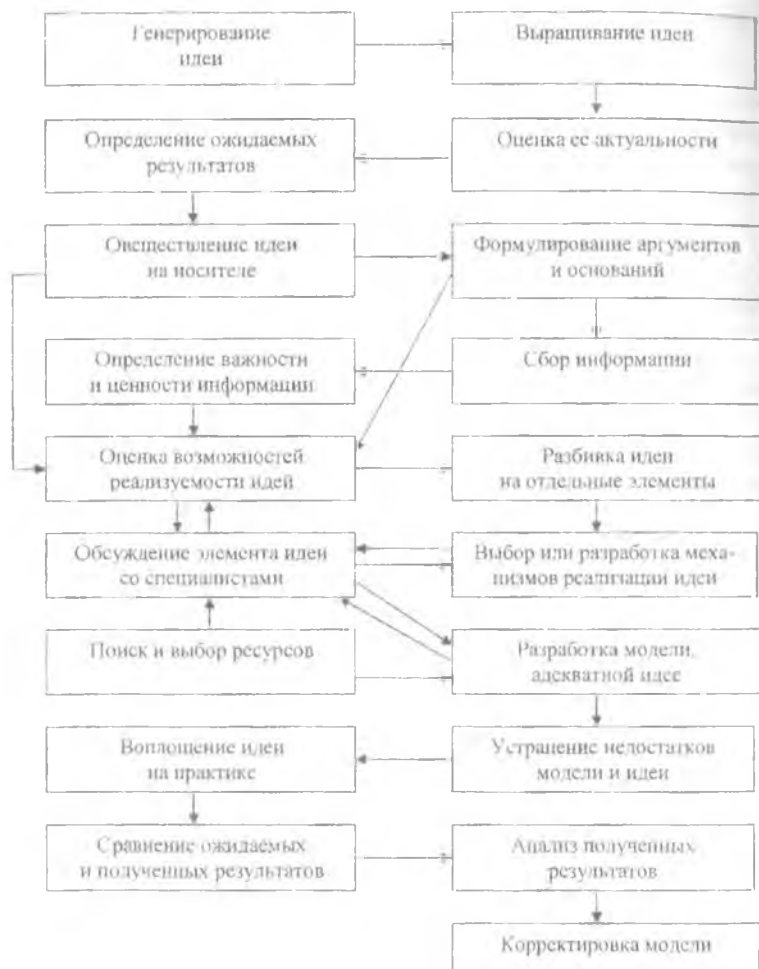 Генерирование
идеи
Выращивание идеи
Определение ожидаемых
результатов
Оценка ее актуальности
Овеществление идеи
на носителе
Формулирование аргументов
и оснований
Определение важности
и ценности информации
Сбор информации
Оценка возможностей
реализуемости идей
Разбивка идеи
на отдельные элементы
Обсуждение элемента идеи
со специалистами
Выбор или разработка меха-
низмов реализации идеи
Поиск и выбор ресурсов
Разработка модели,
адекватной идее
Воплощение идеи
на практике
Устранение недостатков
модели и идеи
Сравнение ожидаемых
и полученных результатов
Анализ полученных
результатов
Корректировка модели